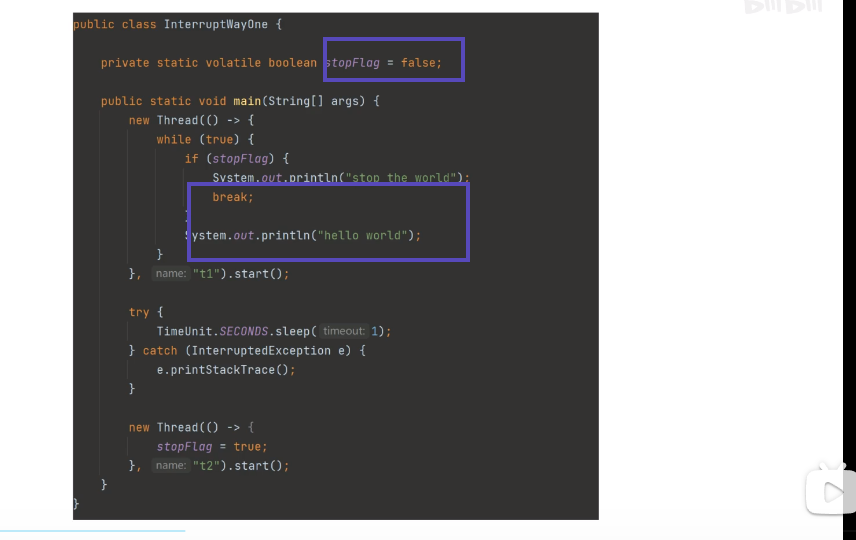 public class InterruptWayOne {
private static volatile boolean stopFlag = false;
public static void main(String[] args) {
new Thread(() -> {
while (true) {
if (stopFlag) {
System.out.println("stop the world");
break;
}
System.out.println("hello world");
}
}, name: "t1").start();
try {
TimeUnit.SECONDS.sleep( timeout: 1);
} catch (InterruptedException e) {
e.printStackTrace();
}
new Thread(() -> {
stopFlag = true;
}, name: "t2").start();
}
}